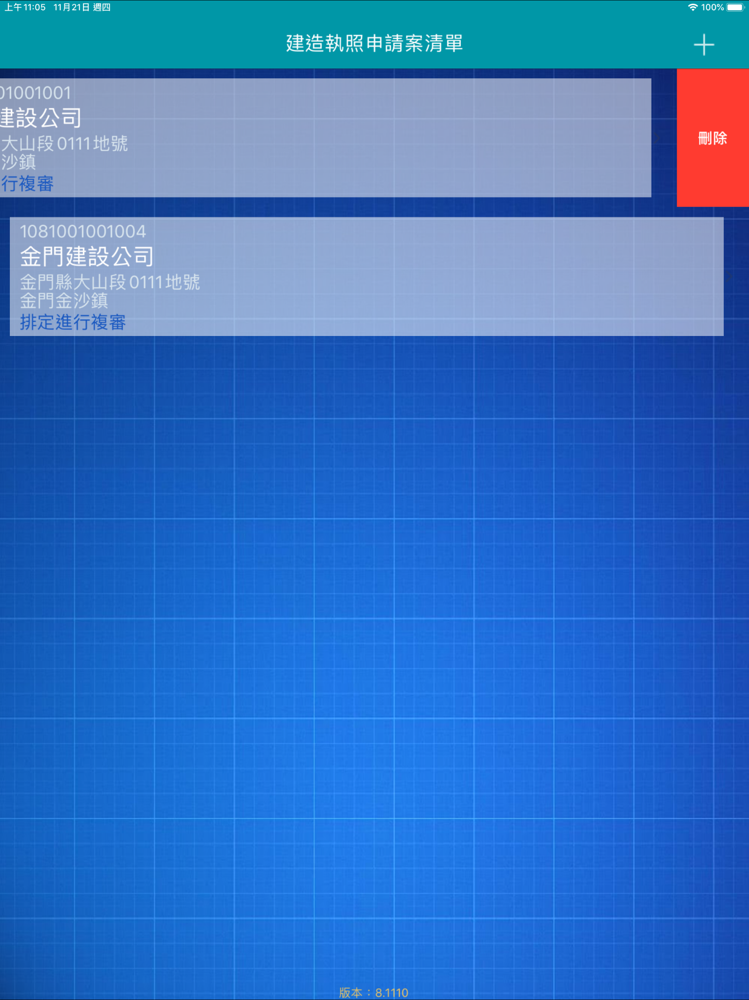 上午11:05 11月21日 週四
100%
建造執照申請案清單
01001001
建設公司
大山段0111地號
沙鎮
行複審
刪除
1081001001004
金門建設公司
金門縣大山段0111地號
金門金沙鎮
排定進行複審
版本：8.1110